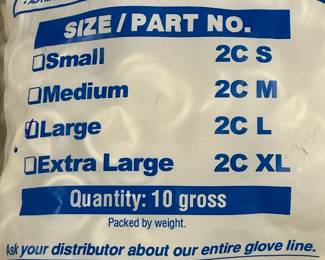 SIZE / PART NO.
Small 2C S
Medium 2C M
Large 2C L
Extra Large 2C XL
Quantity: 10 gross
Packed by weight.
Ask your distributor about our entire glove line.